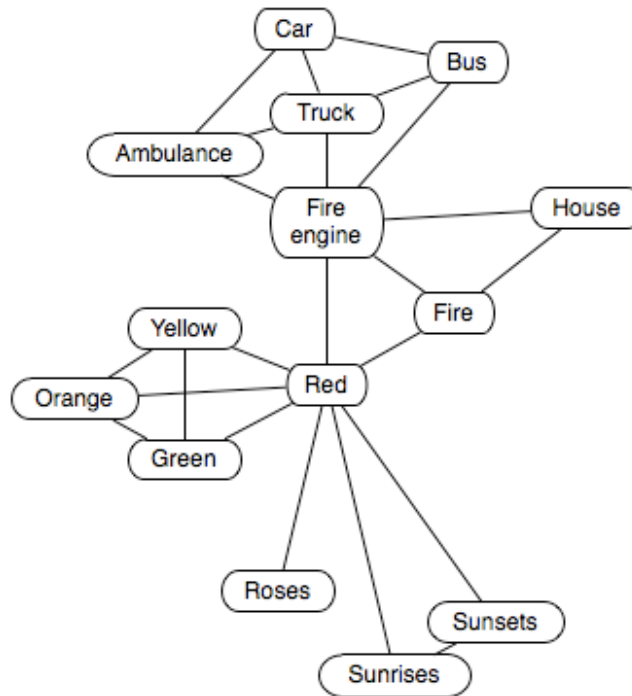 Car
Bus
Truck
Ambulance
Fire
engine
House
Fire
Yellow
Red
Orange
Green
Roses
Sunsets
Sunrises